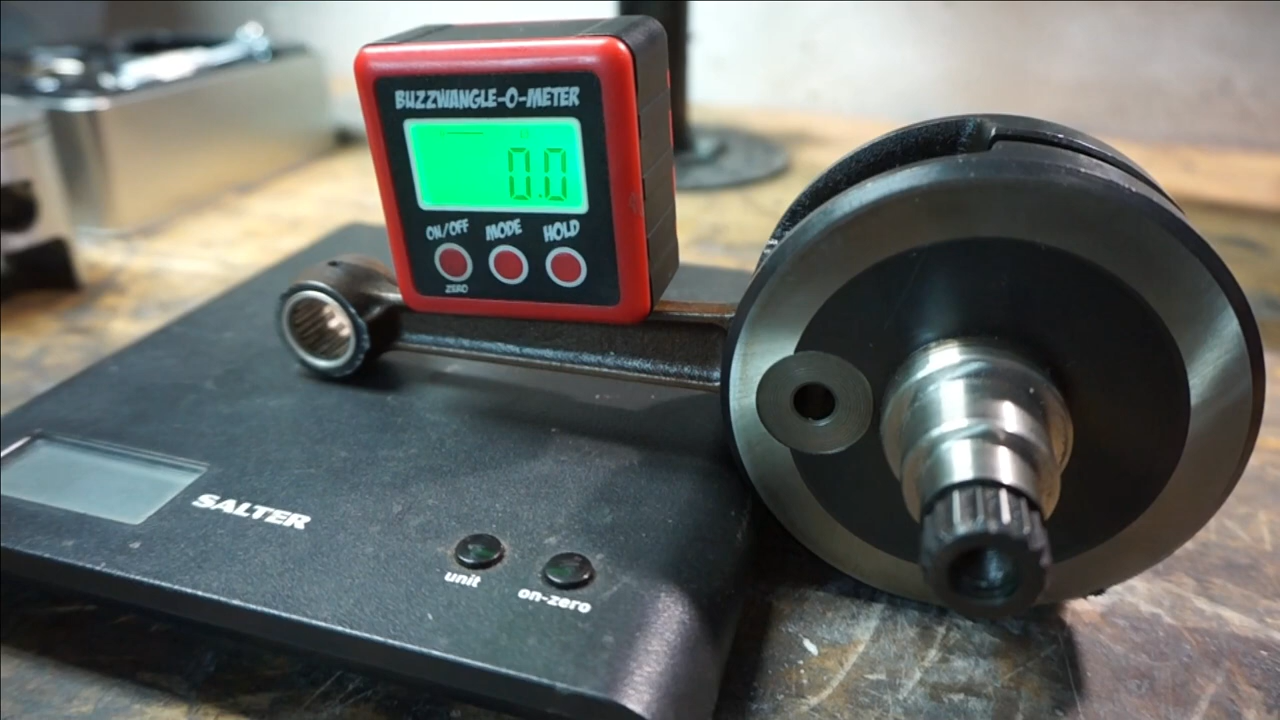 BUZZWANGLE-O-METER
0.0
ON/OFF MODE HOLD
ZERO
SALTER
unit on-zero